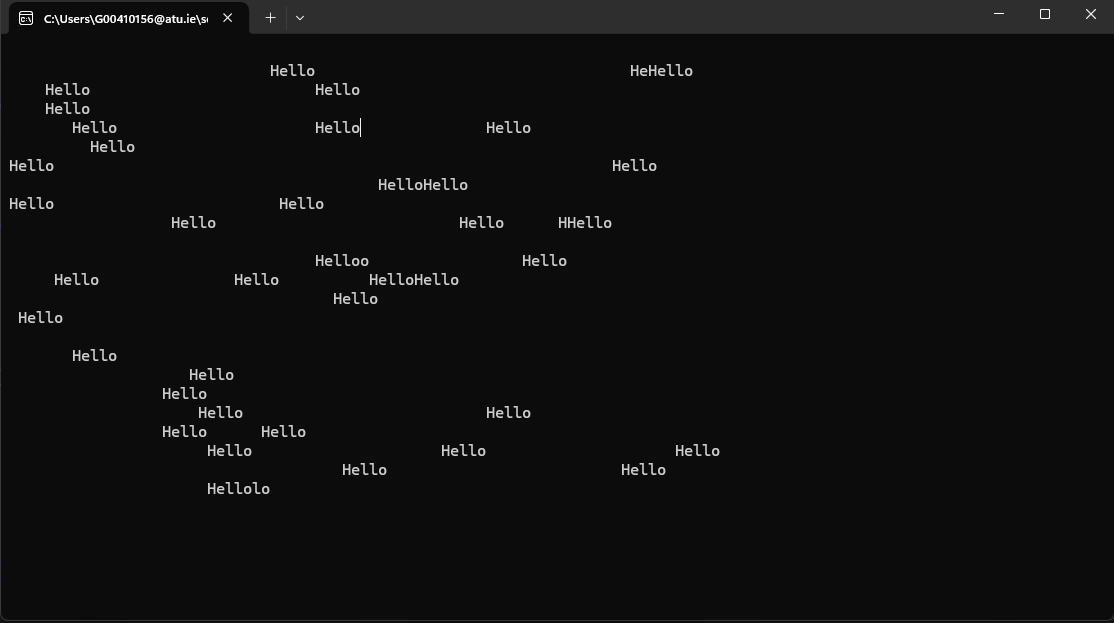 C:\Users\G00410156@atu.ie\s
Hello HeHello
Hello Hello
Hello
Hello Hello Hello
Hello
Hello Hello
HelloHello
Hello Hello
Hello Hello HHello
Helloo Hello
Hello Hello HelloHello
Hello
Hello
Hello
Hello
Hello
Hello Hello
Hello Hello
Hello Hello Hello
Hello Hello
Hellolo